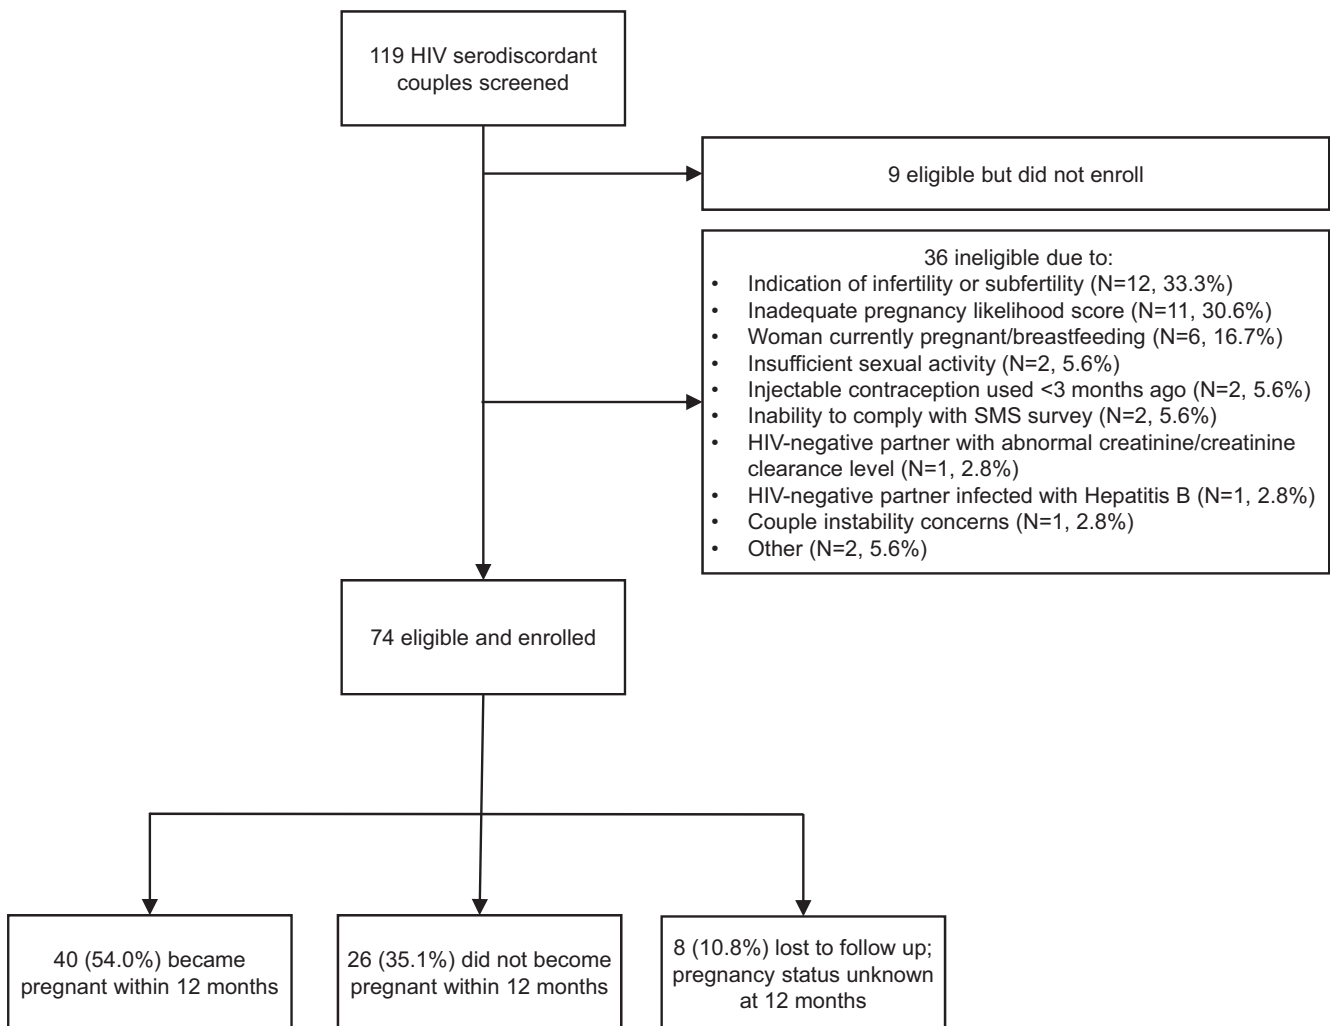 119 HIV serodiscordant
couples screened
9 eligible but did not enroll
36 ineligible due to:
• Indication of infertility or subfertility (N=12, 33.3%)
• Inadequate pregnancy likelihood score (N=11, 30.6%)
• Woman currently pregnant/breastfeeding (N=6, 16.7%)
• Insufficient sexual activity (N=2, 5.6%)
• Injectable contraception used <3 months ago (N=2, 5.6%)
• Inability to comply with SMS survey (N=2, 5.6%)
• HIV-negative partner with abnormal creatinine/creatinine
clearance level (N=1, 2.8%)
• HIV-negative partner infected with Hepatitis B (N=1, 2.8%)
• Couple instability concerns (N=1, 2.8%)
• Other (N=2, 5.6%)
74 eligible and enrolled
40 (54.0%) became
pregnant within 12 months
26 (35.1%) did not become
pregnant within 12 months
8 (10.8%) lost to follow up;
pregnancy status unknown
at 12 months